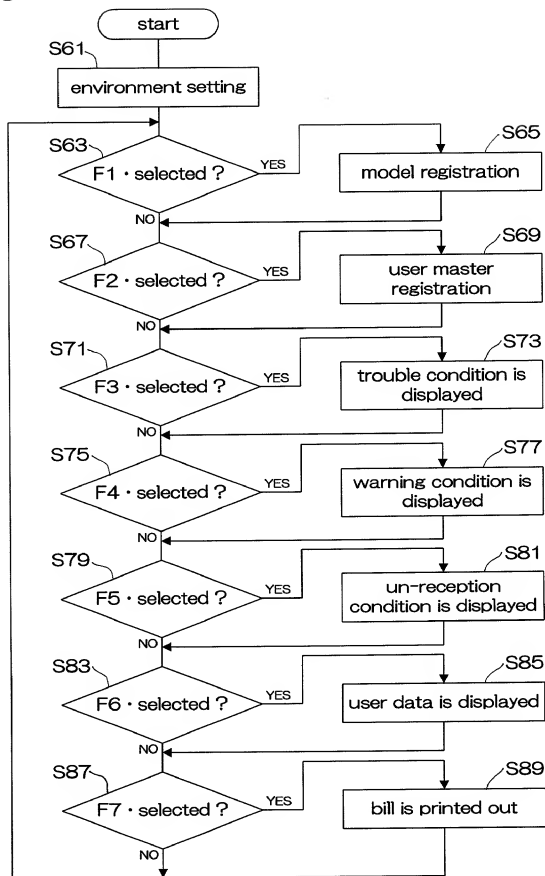 start
S61
environment setting
S63
F1・selected ?
YES
S65
model registration
NO
S67
F2・selected ?
YES
S69
user master
registration
NO
S71
F3・selected ?
YES
S73
trouble condition is
displayed
NO
S75
F4・selected ?
YES
S77
warning condition is
displayed
NO
S79
F5・selected ?
YES
S81
un-reception
condition is displayed
NO
S83
F6・selected ?
YES
S85
user data is displayed
NO
S87
F7・selected ?
YES
S89
bill is printed out
NO